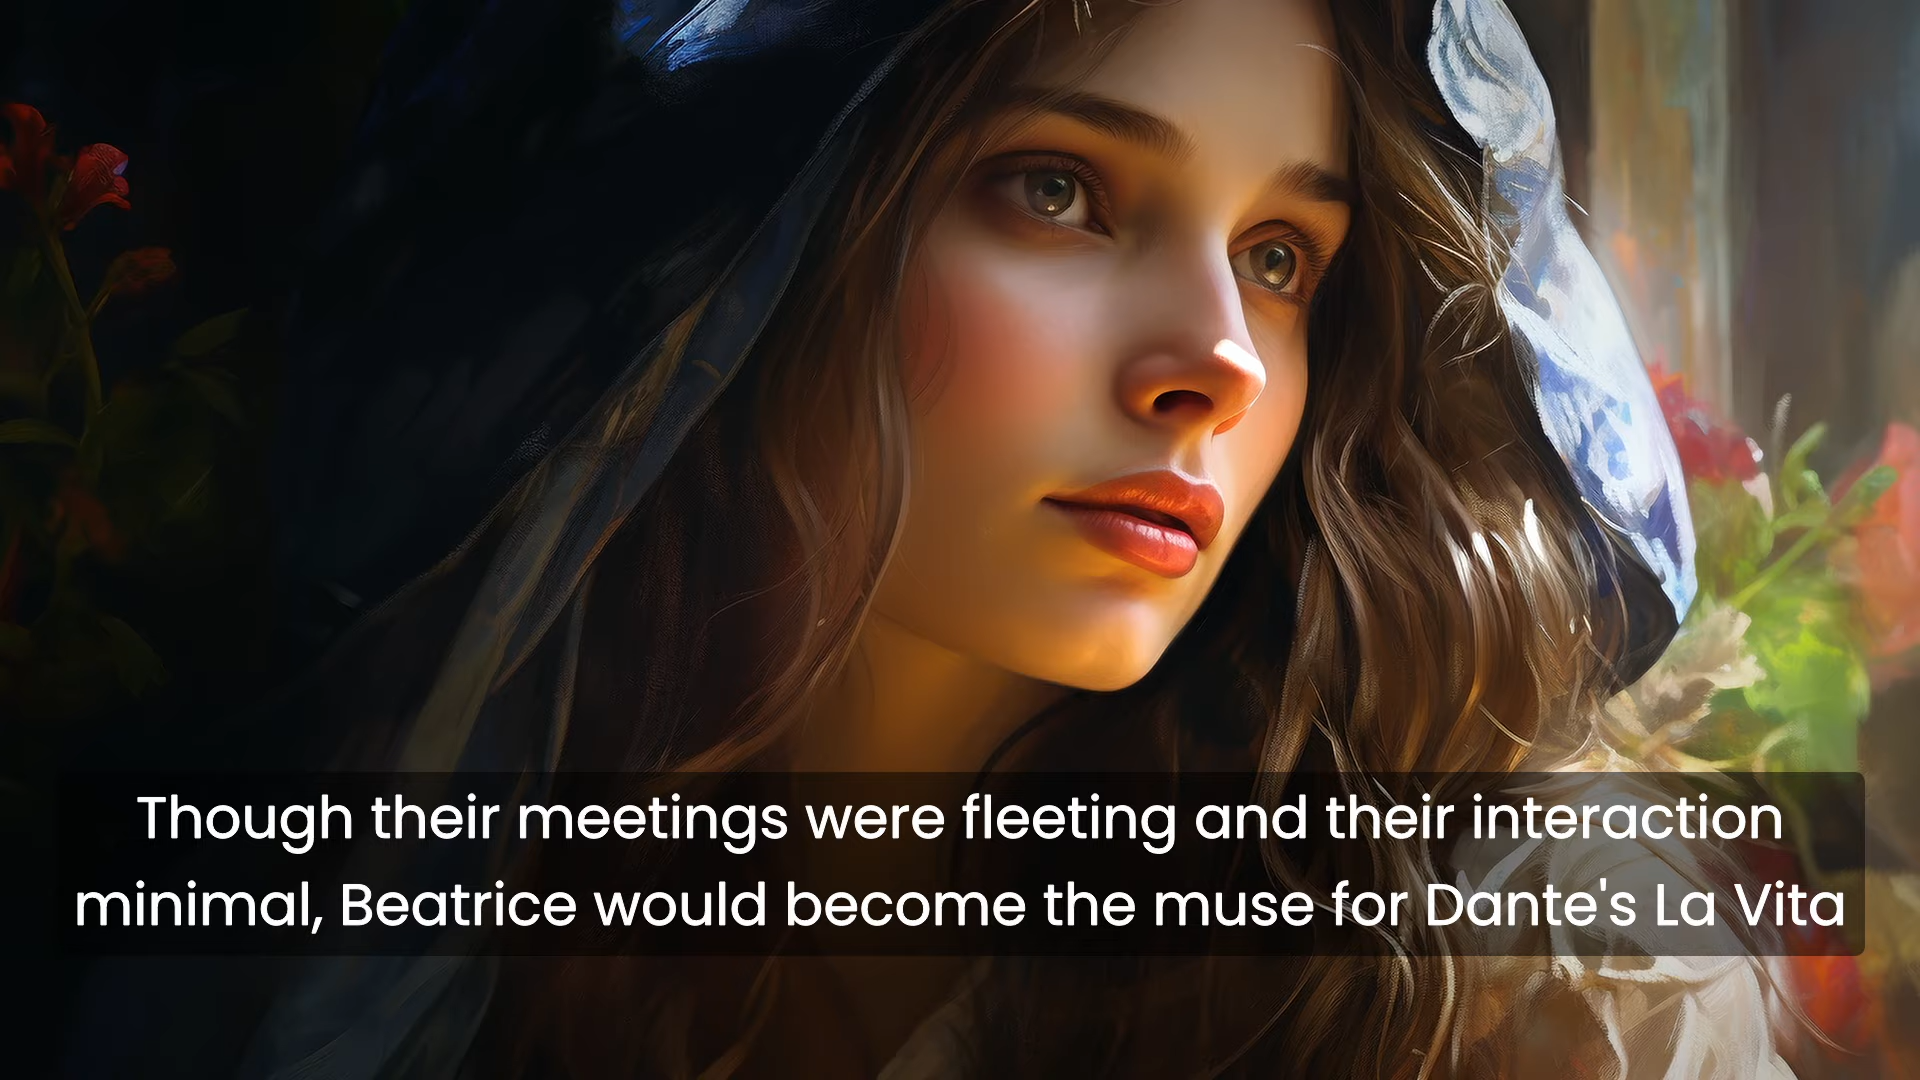 Though their meetings were fleeting and their interaction
minimal, Beatrice would become the muse for Dante's La Vita